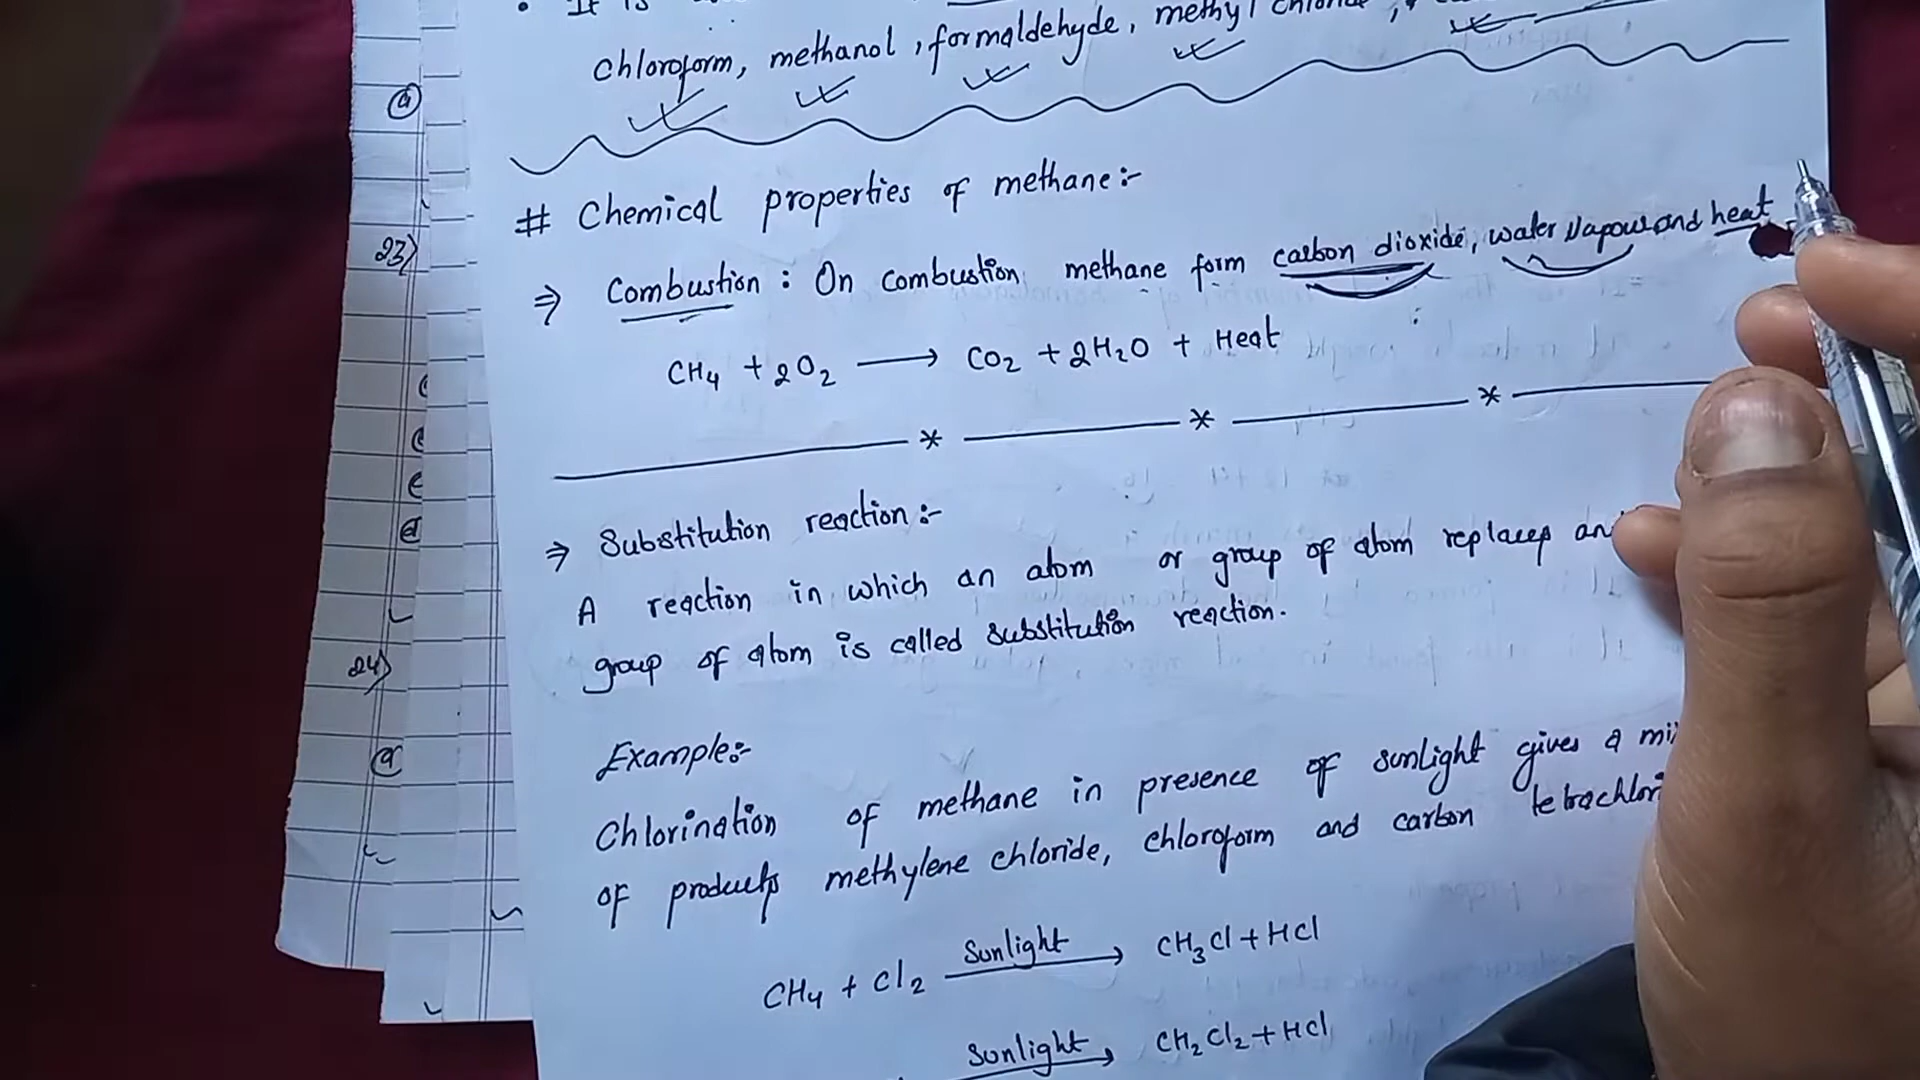 • It is
chloroform, methanol, formaldehyde, methyl
# Chemical properties of methane:-
⇒ Combustion : On combustion methane form carbon dioxide, water vapour and heat
CH₄ + 2O₂ ⟶ CO₂ + 2H₂O + Heat
⇒ Substitution reaction :-
A reaction in which an atom or group of atom replaces an
group of atom is called substitution reaction.
Example:-
Chlorination of methane in presence of sunlight gives a mi
of products methylene chloride, chloroform and carbon tetrachlori
Sunlight
CH₄ + Cl₂ ⟶ CH₃Cl + HCl
Sunlight
⟶ CH₂Cl₂ + HCl
a
23)
24)
a